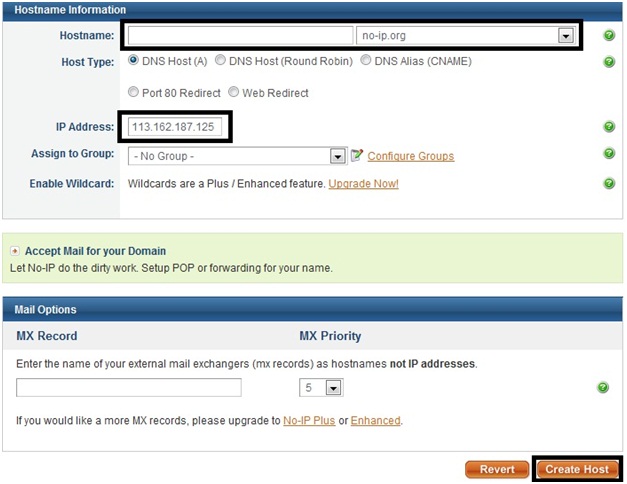 Hostname Information
Hostname: no-ip.org
Host Type: DNS Host (A) DNS Host (Round Robin) DNS Alias (CNAME)
Port 80 Redirect Web Redirect
IP Address: 113.162.187.125
Assign to Group: - No Group - Configure Groups
Enable Wildcard: Wildcards are a Plus / Enhanced feature. Upgrade Now!
Accept Mail for your Domain
Let No-IP do the dirty work. Setup POP or forwarding for your name.
Mail Options
MX Record MX Priority
Enter the name of your external mail exchangers (mx records) as hostnames not IP addresses.
5
If you would like a more MX records, please upgrade to No-IP Plus or Enhanced.
Revert Create Host